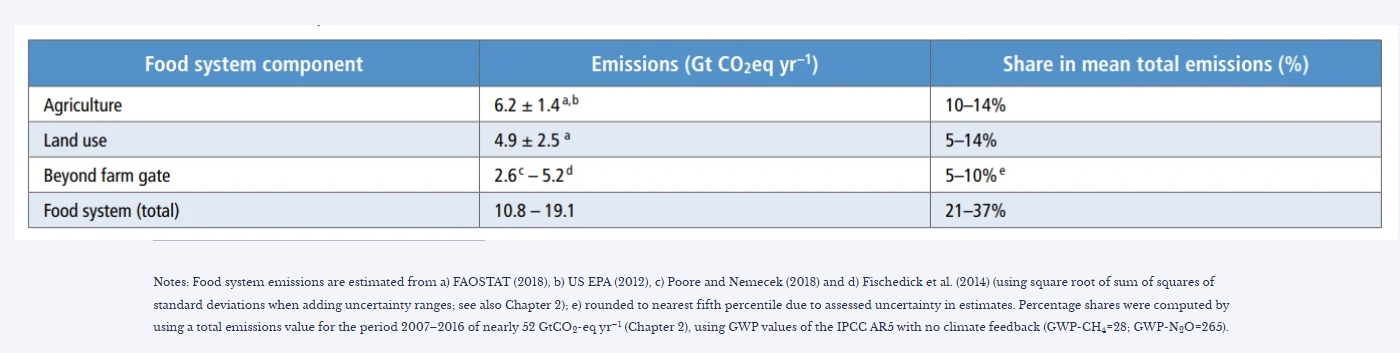 Food system component Emissions (Gt CO₂eq yr⁻¹) Share in mean total emissions (%)
Agriculture 6.2 ± 1.4ᵃ,ᵇ 10–14%
Land use 4.9 ± 2.5 ᵃ 5–14%
Beyond farm gate 2.6ᶜ – 5.2ᵈ 5–10% ᵉ
Food system (total) 10.8 – 19.1 21–37%
Notes: Food system emissions are estimated from a) FAOSTAT (2018), b) US EPA (2012), c) Poore and Nemecek (2018) and d) Fischedick et al. (2014) (using square root of sum of squares of
standard deviations when adding uncertainty ranges; see also Chapter 2); e) rounded to nearest fifth percentile due to assessed uncertainty in estimates. Percentage shares were computed by
using a total emissions value for the period 2007–2016 of nearly 52 GtCO₂-eq yr⁻¹ (Chapter 2), using GWP values of the IPCC AR5 with no climate feedback (GWP-CH₄=28; GWP-N₂O=265).